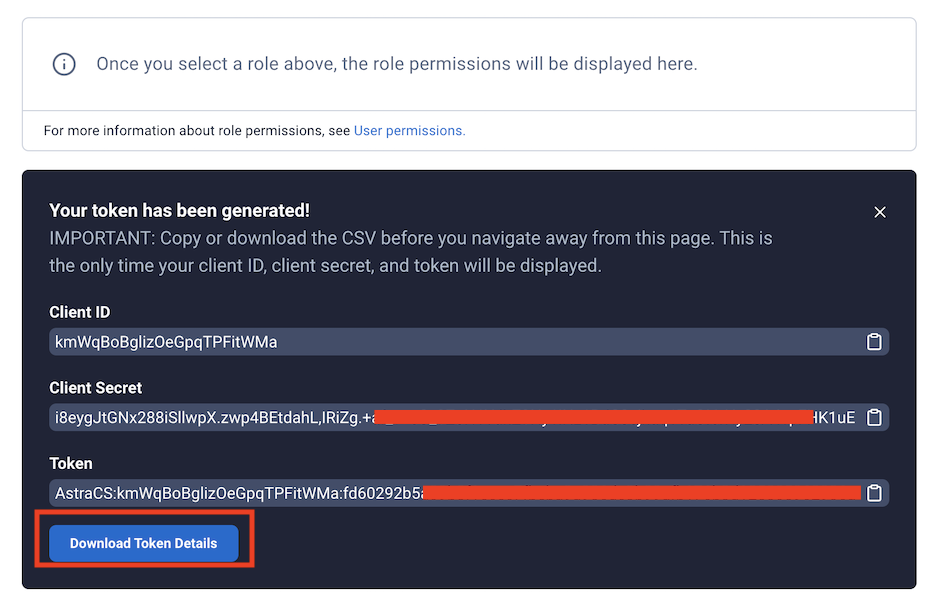 Once you select a role above, the role permissions will be displayed here.
For more information about role permissions, see User permissions.
Your token has been generated!
IMPORTANT: Copy or download the CSV before you navigate away from this page. This is
the only time your client ID, client secret, and token will be displayed.
Client ID
kmWqBoBglizOeGpqTPFitWMa
Client Secret
i8eygJtGNx288iSllwpX.zwp4BEtdahL,IRiZg.+a HK1uE
Token
AstraCS:kmWqBoBglizOeGpqTPFitWMa:fd60292b5a
Download Token Details